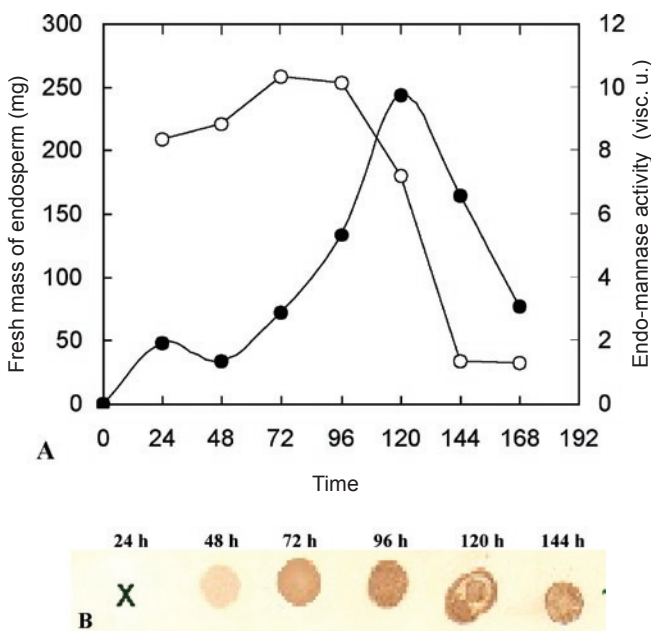 300
250
200
150
100
50
0
Fresh mass of endosperm (mg)
12
10
8
6
4
2
0
Endo-mannase activity (visc. u.)
0 24 48 72 96 120 144 168 192
A
Time
24 h 48 h 72 h 96 h 120 h 144 h
X
B